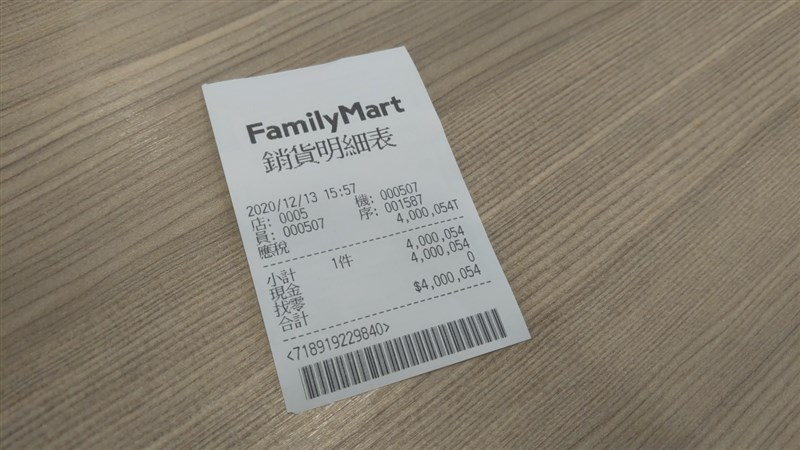 FamilyMart
銷貨明細表
2020/12/13 15:57
店: 0005 機: 000507
員: 000507 序: 001587
應稅 4,000,054T
小計 1件 4,000,054
現金 4,000,054
找零 0
合計 $4,000,054
<718919229840>